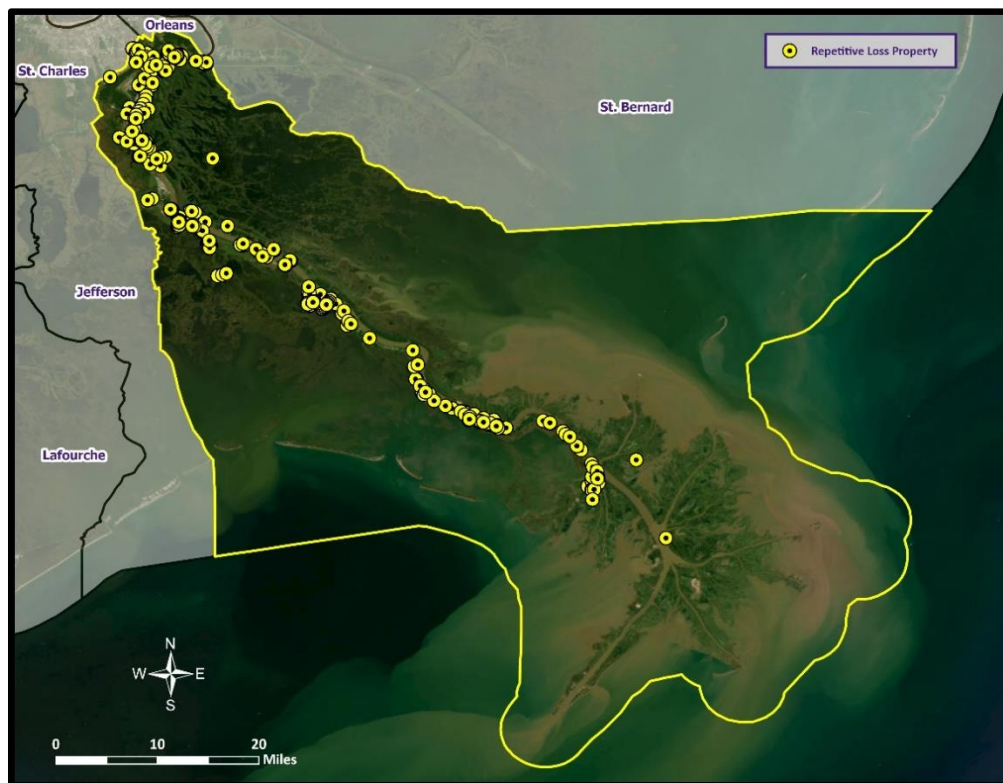 Orleans
Repetitive Loss Property
St. Charles
St. Bernard
Jefferson
Lafourche
N
W E
S
0 10 20
Miles